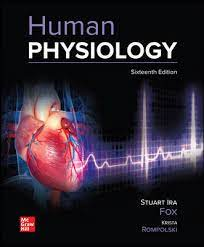 Human
PHYSIOLOGY
Sixteenth Edition
STUART IRA
FOX
KRISTA
ROMPOLSKI
Mc
Graw
Hill